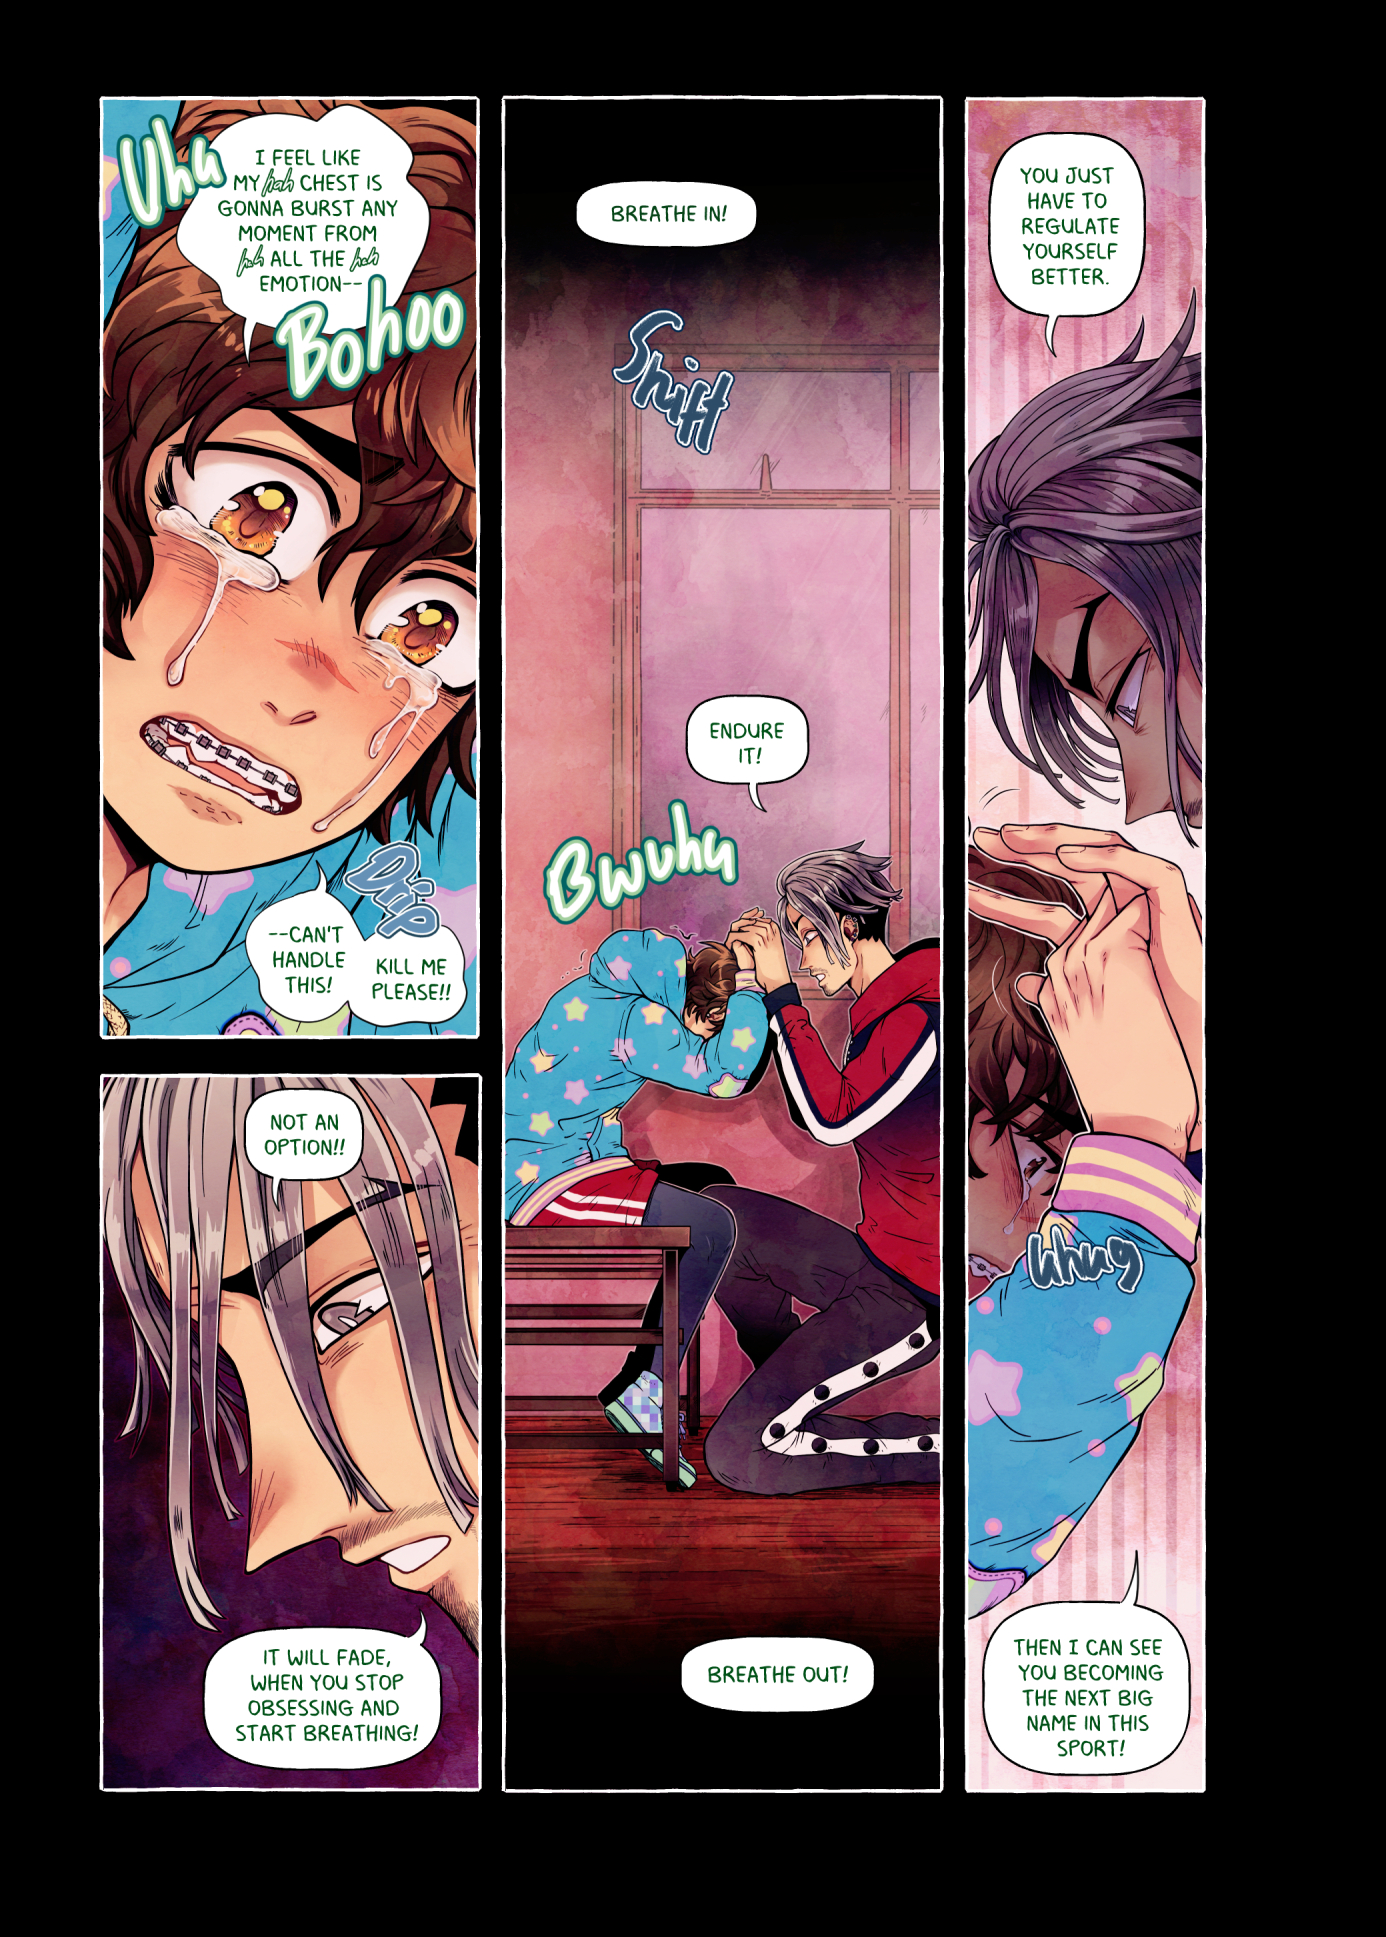 Uhu
I FEEL LIKE
MY hah CHEST IS
GONNA BURST ANY
MOMENT FROM
huh ALL THE hah
EMOTION--
Bohoo
--CAN'T
HANDLE
THIS!
Drip
KILL ME
PLEASE!!
NOT AN
OPTION!!
IT WILL FADE,
WHEN YOU STOP
OBSESSING AND
START BREATHING!
BREATHE IN!
Shift
ENDURE
IT!
Bwuhu
BREATHE OUT!
YOU JUST
HAVE TO
REGULATE
YOURSELF
BETTER.
uhug
THEN I CAN SEE
YOU BECOMING
THE NEXT BIG
NAME IN THIS
SPORT!